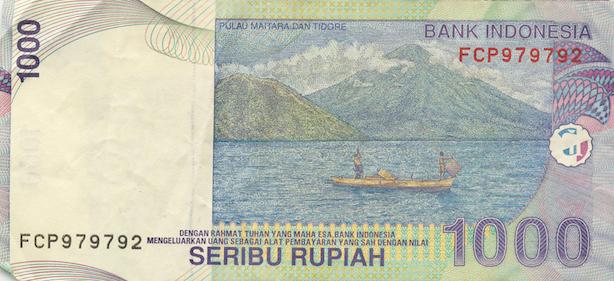 1000
PULAU MAITARA DAN TIDORE
BANK INDONESIA
FCP979792
FCP979792
DENGAN RAHMAT TUHAN YANG MAHA ESA, BANK INDONESIA
MENGELUARKAN UANG SEBAGAI ALAT PEMBAYARAN YANG SAH DENGAN NILAI
SERIBU RUPIAH
1000